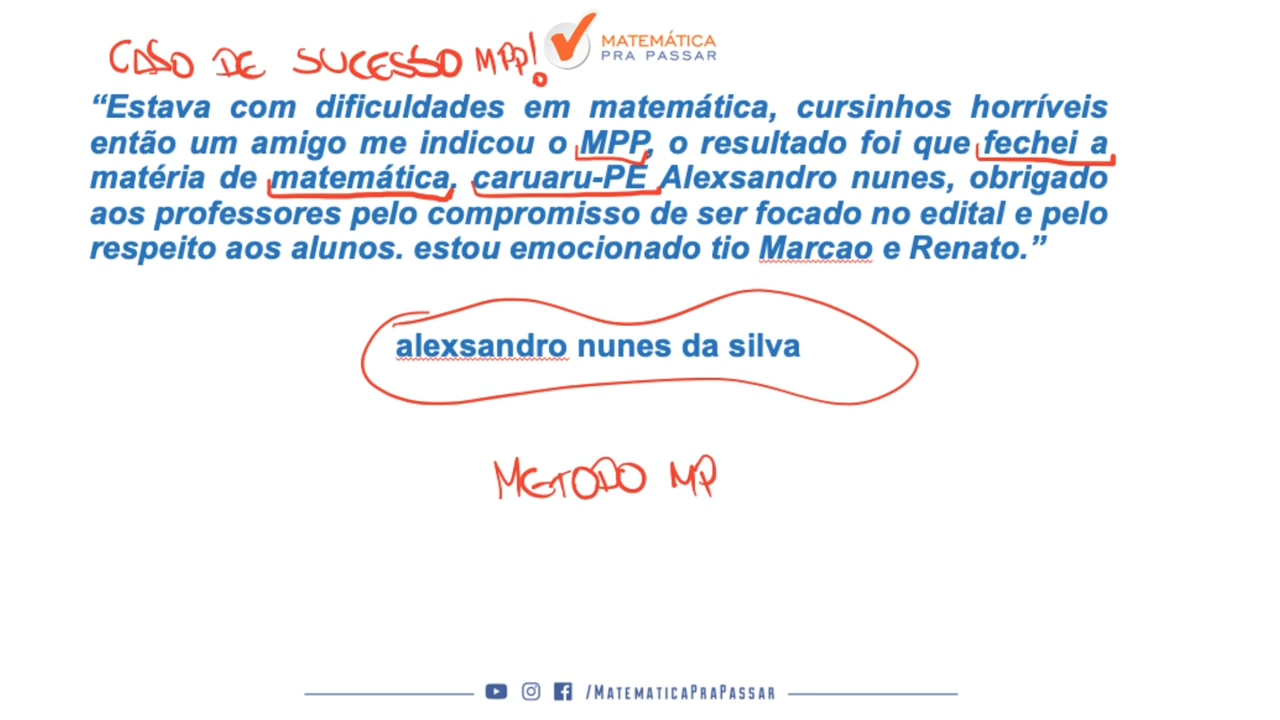 CASO DE SUCESSO MPP!
MATEMÁTICA
PRA PASSAR
“Estava com dificuldades em matemática, cursinhos horríveis
então um amigo me indicou o MPP, o resultado foi que fechei a
matéria de matemática. caruaru-PE Alexsandro nunes, obrigado
aos professores pelo compromisso de ser focado no edital e pelo
respeito aos alunos. estou emocionado tio Marcao e Renato.”
alexsandro nunes da silva
METODO MP
/MATEMATICAPRAPASSAR